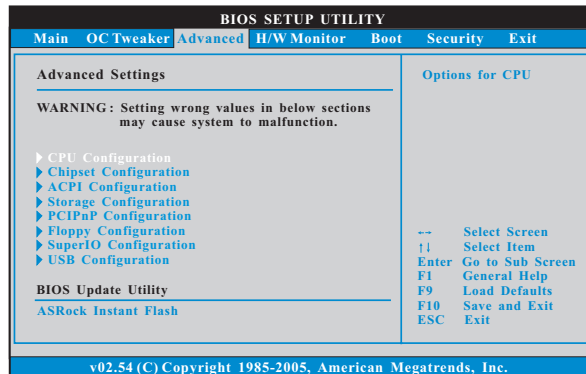 BIOS SETUP UTILITY
Main OC Tweaker Advanced H/W Monitor Boot Security Exit
Advanced Settings
WARNING : Setting wrong values in below sections
may cause system to malfunction.
CPU Configuration
Chipset Configuration
ACPI Configuration
Storage Configuration
PCIPnP Configuration
Floppy Configuration
SuperIO Configuration
USB Configuration
BIOS Update Utility
ASRock Instant Flash
Options for CPU
←→ Select Screen
↑↓ Select Item
Enter Go to Sub Screen
F1 General Help
F9 Load Defaults
F10 Save and Exit
ESC Exit
v02.54 (C) Copyright 1985-2005, American Megatrends, Inc.